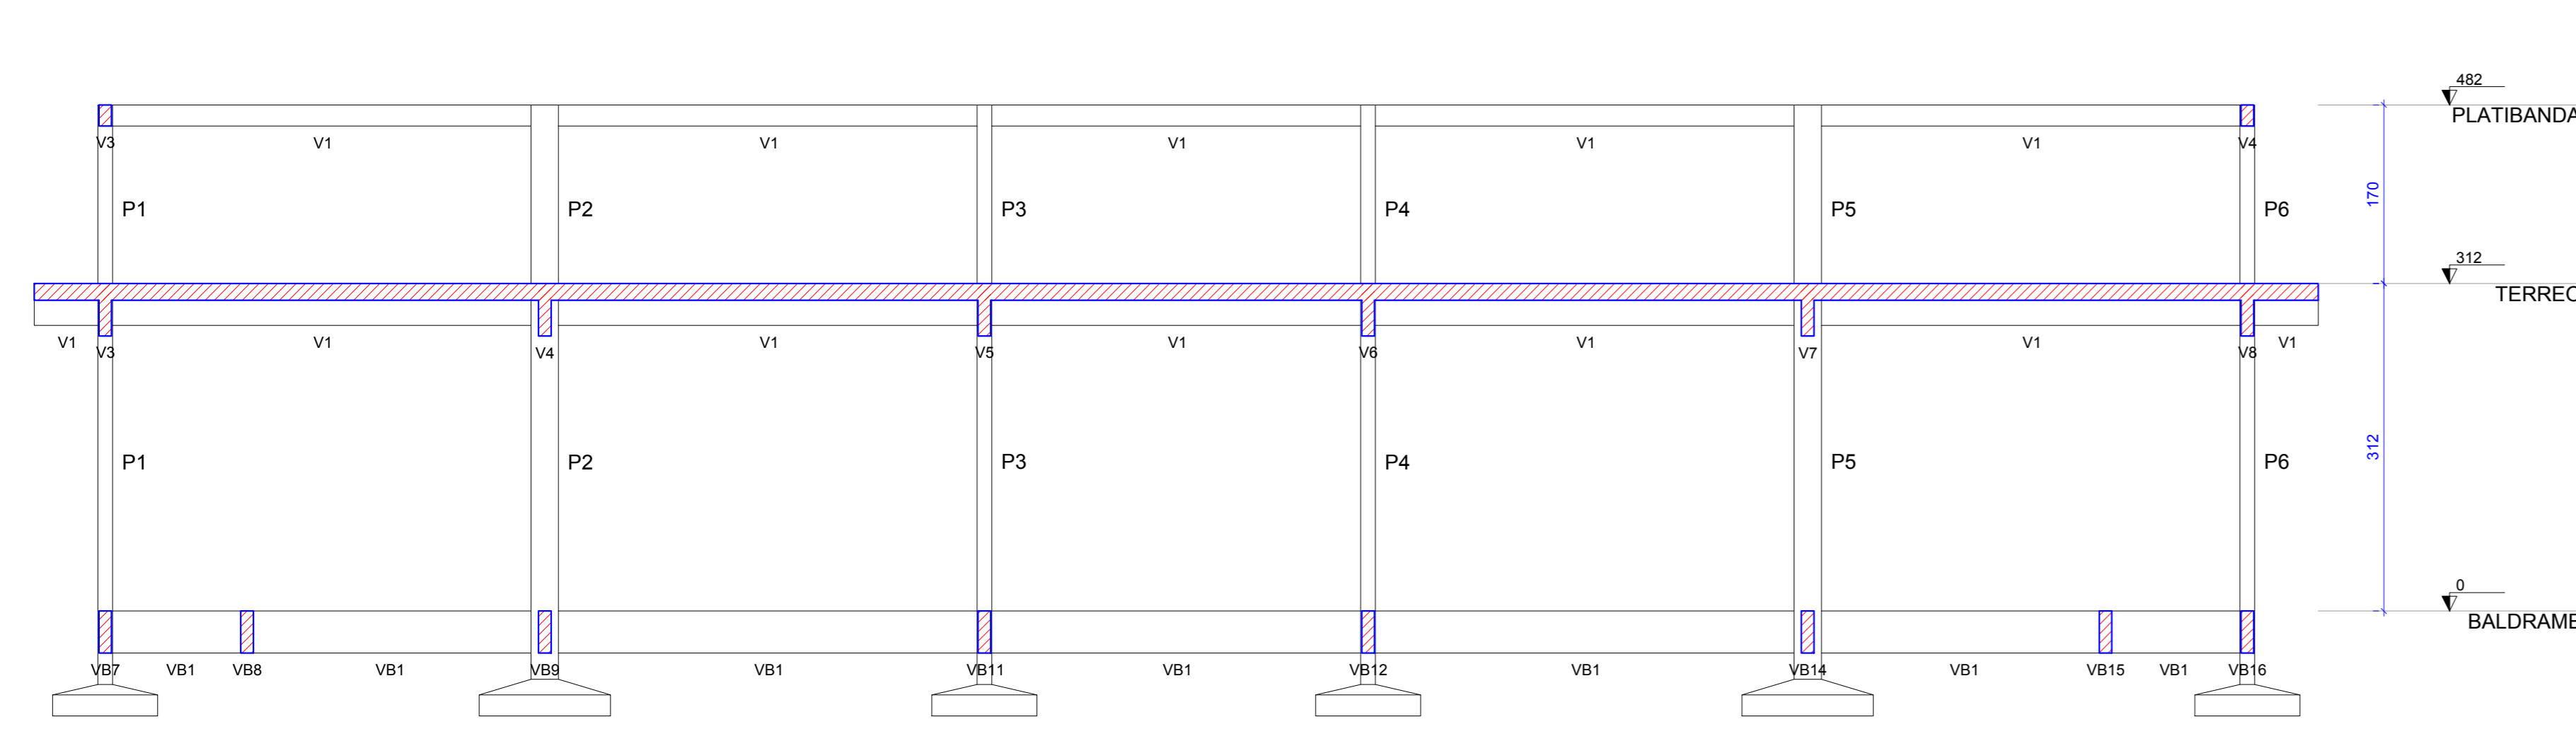 482
PLATIBANDA
V3 V1 V1 V1 V1 V1 V4
170
P1 P2 P3 P4 P5 P6
312
TERREO
V1 V3 V1 V4 V1 V5 V1 V6 V1 V7 V1 V8 V1
312
P1 P2 P3 P4 P5 P6
0
BALDRAME
VB7 VB1 VB8 VB1 VB9 VB1 VB11 VB1 VB12 VB1 VB14 VB1 VB15 VB1 VB16